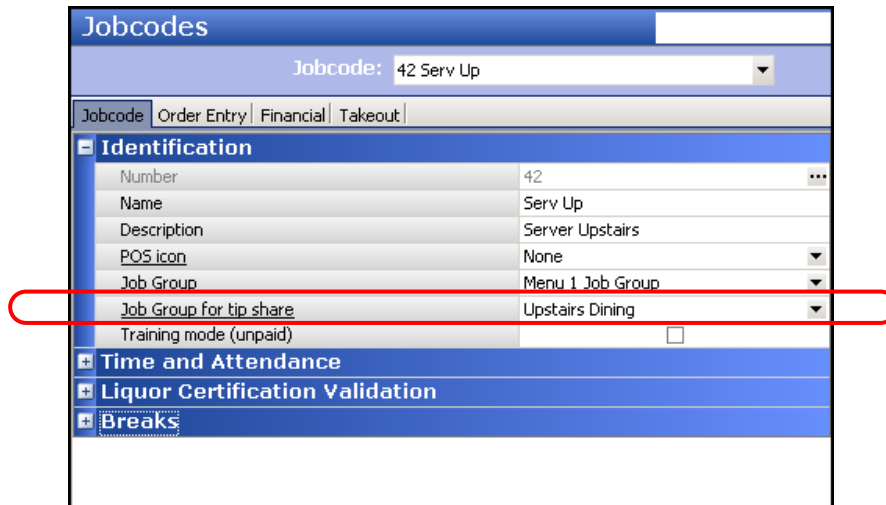 Jobcodes
Jobcode: 42 Serv Up
Jobcode Order Entry Financial Takeout
Identification
Number 42 ...
Name Serv Up
Description Server Upstairs
POS icon None
Job Group Menu 1 Job Group
Job Group for tip share Upstairs Dining
Training mode (unpaid)
Time and Attendance
Liquor Certification Validation
Breaks